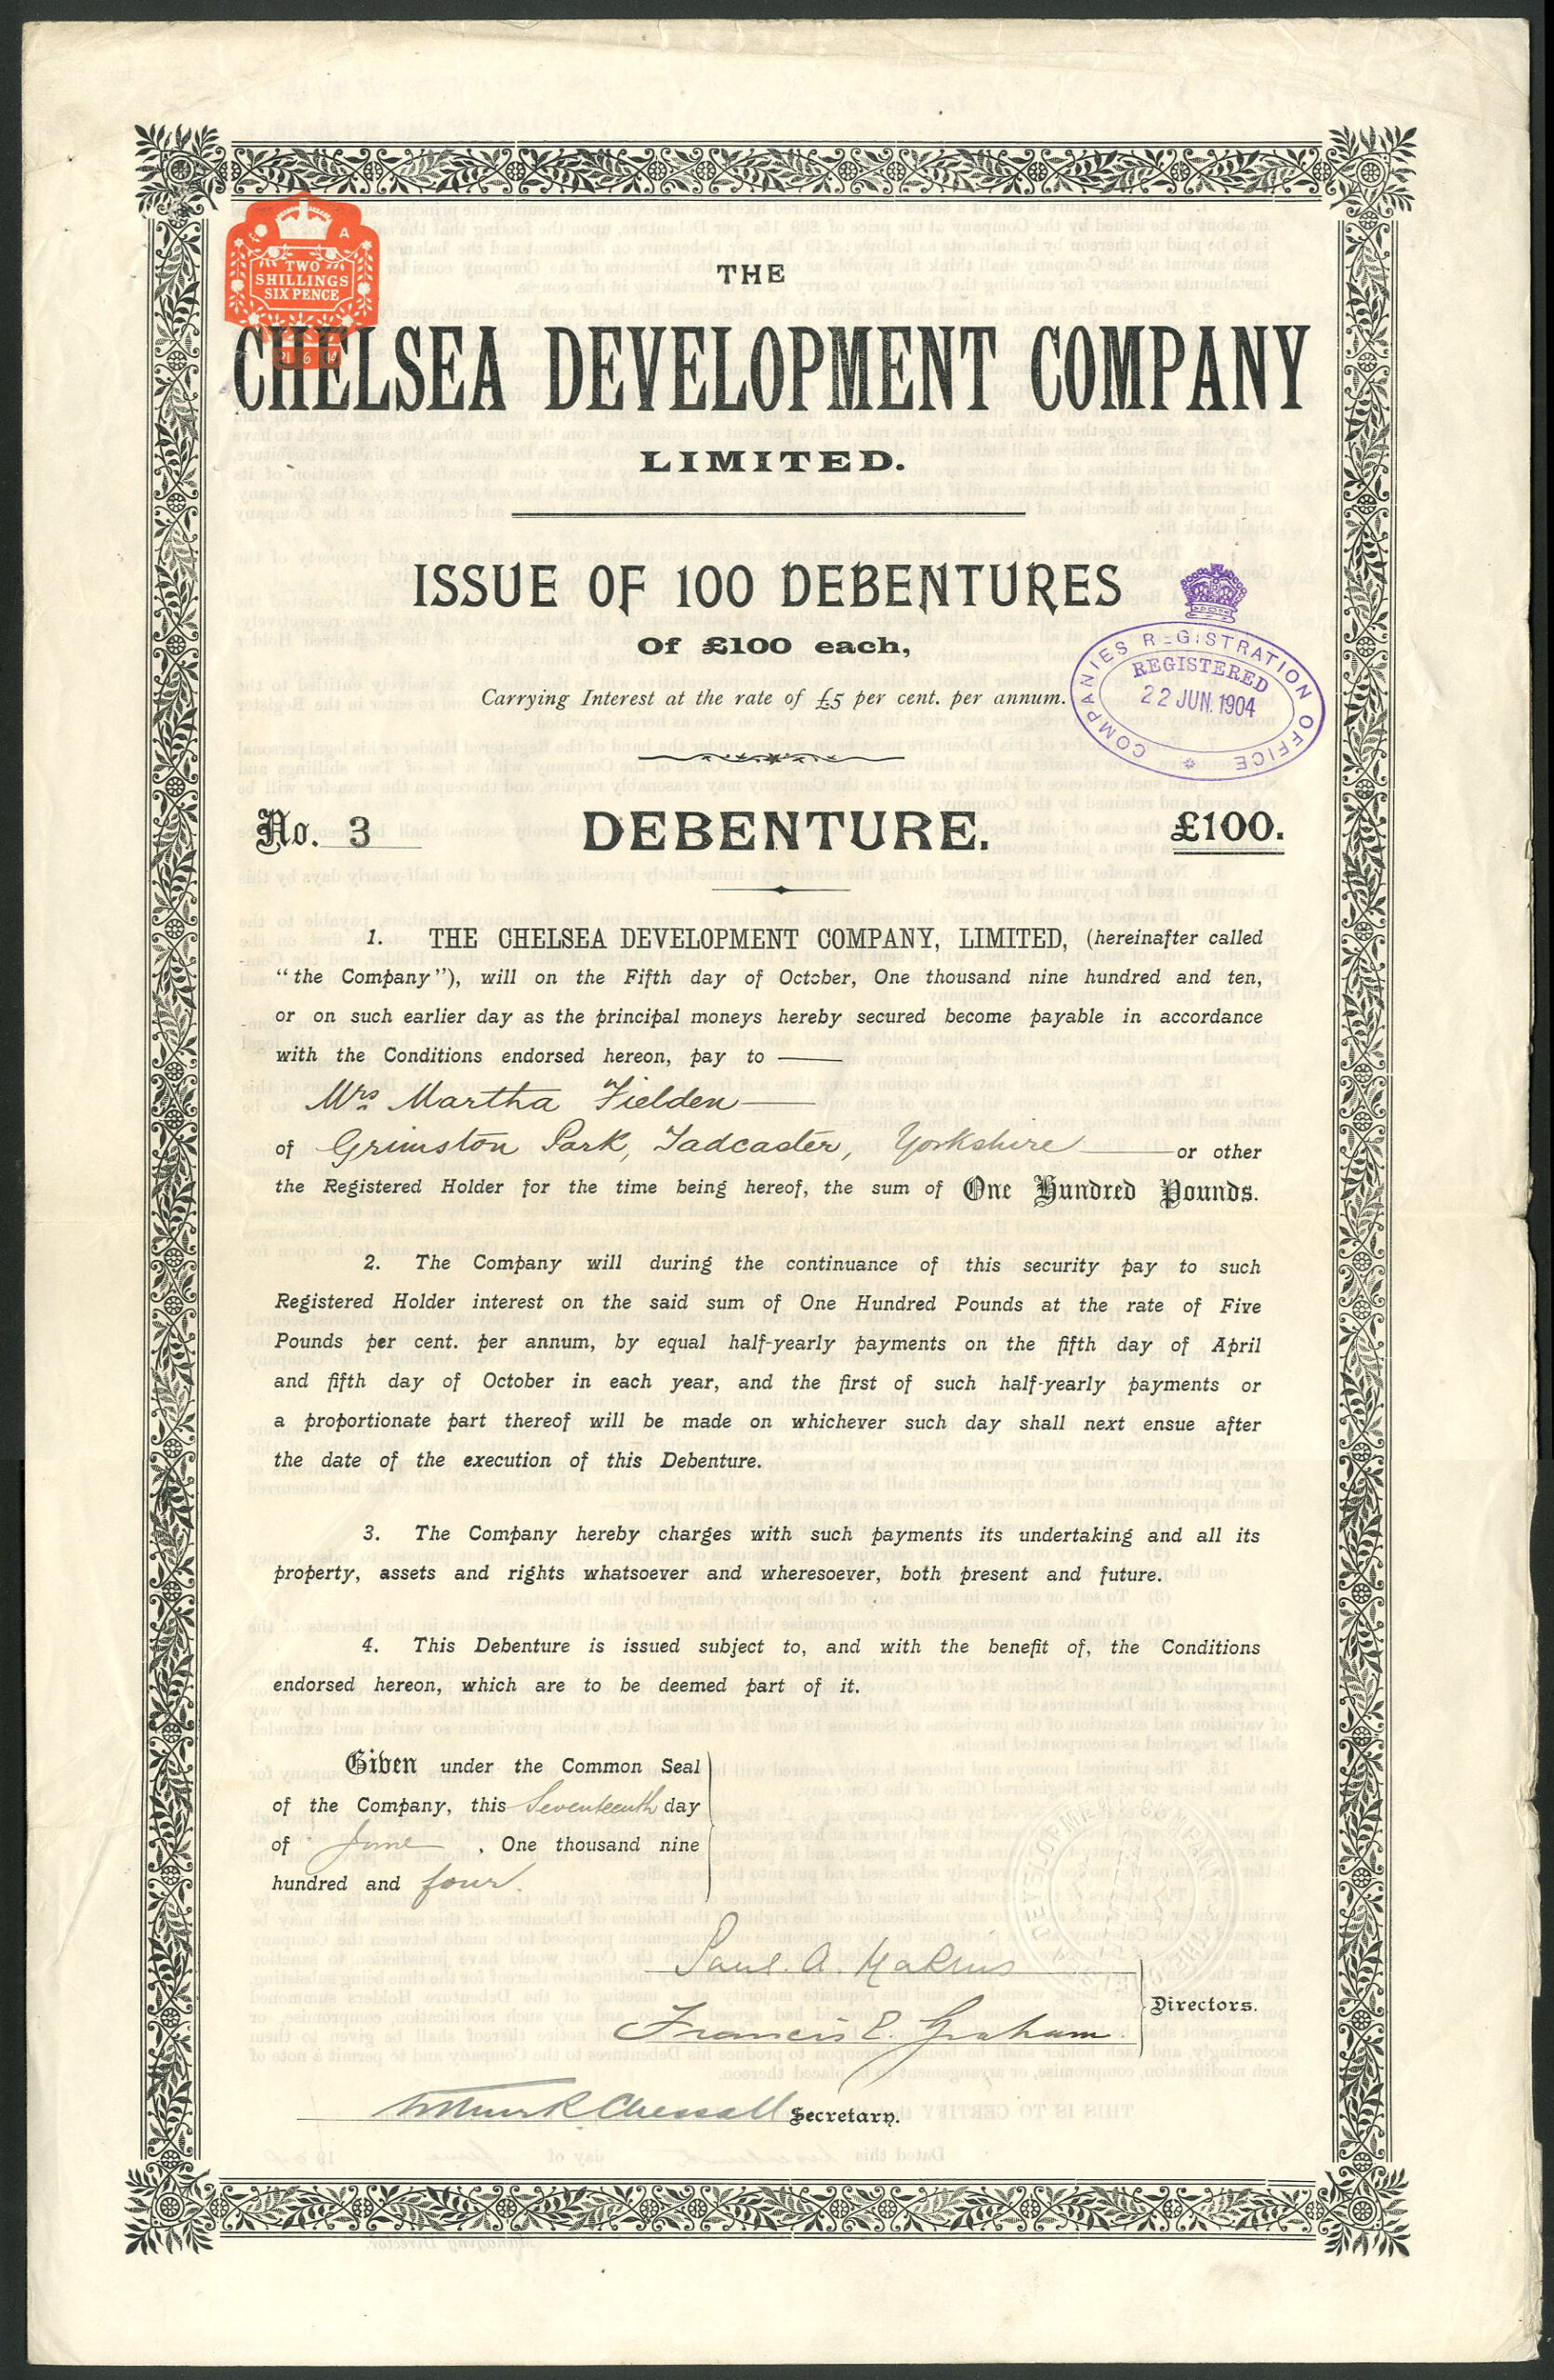 A
TWO
SHILLINGS
SIX PENCE
21 6 04
THE
CHELSEA DEVELOPMENT COMPANY
LIMITED.
ISSUE OF 100 DEBENTURES
Of £100 each,
Carrying Interest at the rate of £5 per cent. per annum.
COMPANIES REGISTRATION OFFICE
REGISTERED
22 JUN. 1904
No. 3 DEBENTURE. £100.
1. THE CHELSEA DEVELOPMENT COMPANY, LIMITED, (hereinafter called
"the Company"), will on the Fifth day of October, One thousand nine hundred and ten,
or on such earlier day as the principal moneys hereby secured become payable in accordance
with the Conditions endorsed hereon, pay to
Mrs Martha Fielden
of Grimston Park, Tadcaster, Yorkshire or other
the Registered Holder for the time being hereof, the sum of One Hundred Pounds.
2. The Company will during the continuance of this security pay to such
Registered Holder interest on the said sum of One Hundred Pounds at the rate of Five
Pounds per cent. per annum, by equal half-yearly payments on the fifth day of April
and fifth day of October in each year, and the first of such half-yearly payments or
a proportionate part thereof will be made on whichever such day shall next ensue after
the date of the execution of this Debenture.
3. The Company hereby charges with such payments its undertaking and all its
property, assets and rights whatsoever and wheresoever, both present and future.
4. This Debenture is issued subject to, and with the benefit of, the Conditions
endorsed hereon, which are to be deemed part of it.
Given under the Common Seal
of the Company, this Seventeenth day
of June, One thousand nine
hundred and four.
Paul. A. Makins
Francis E. Graham.
Directors.
Secretary.